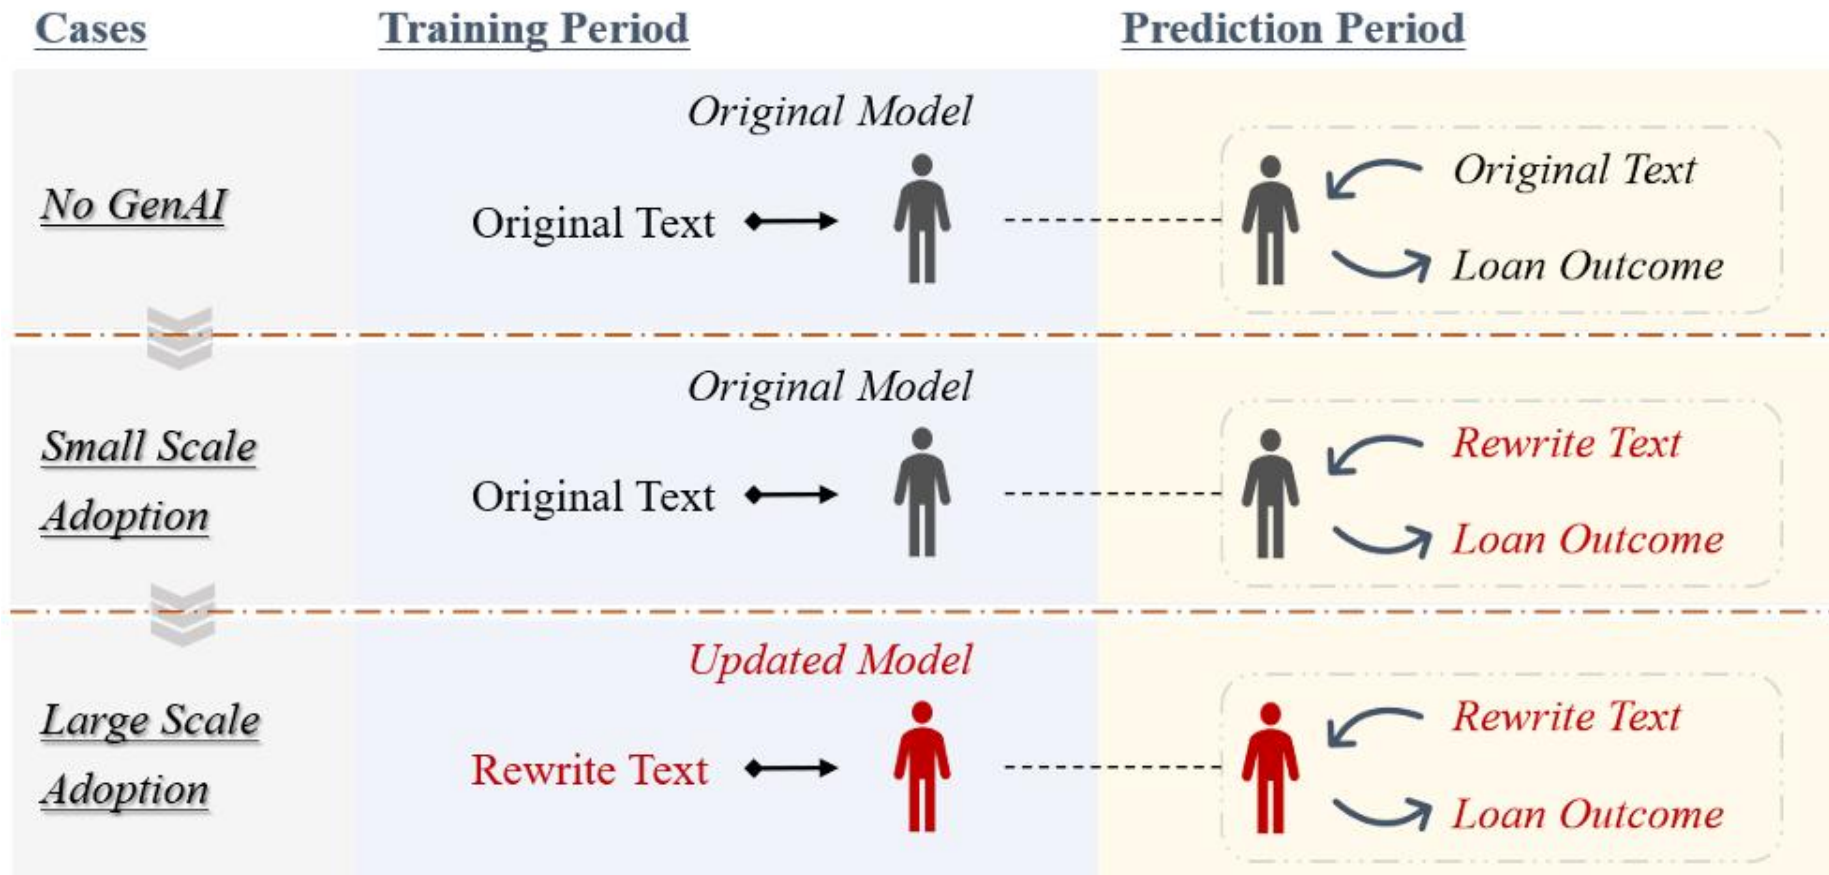 Cases
Training Period
Prediction Period
No GenAI
Original Model
Original Text
Original Text
Loan Outcome
Small Scale
Adoption
Original Model
Original Text
Rewrite Text
Loan Outcome
Large Scale
Adoption
Updated Model
Rewrite Text
Rewrite Text
Loan Outcome